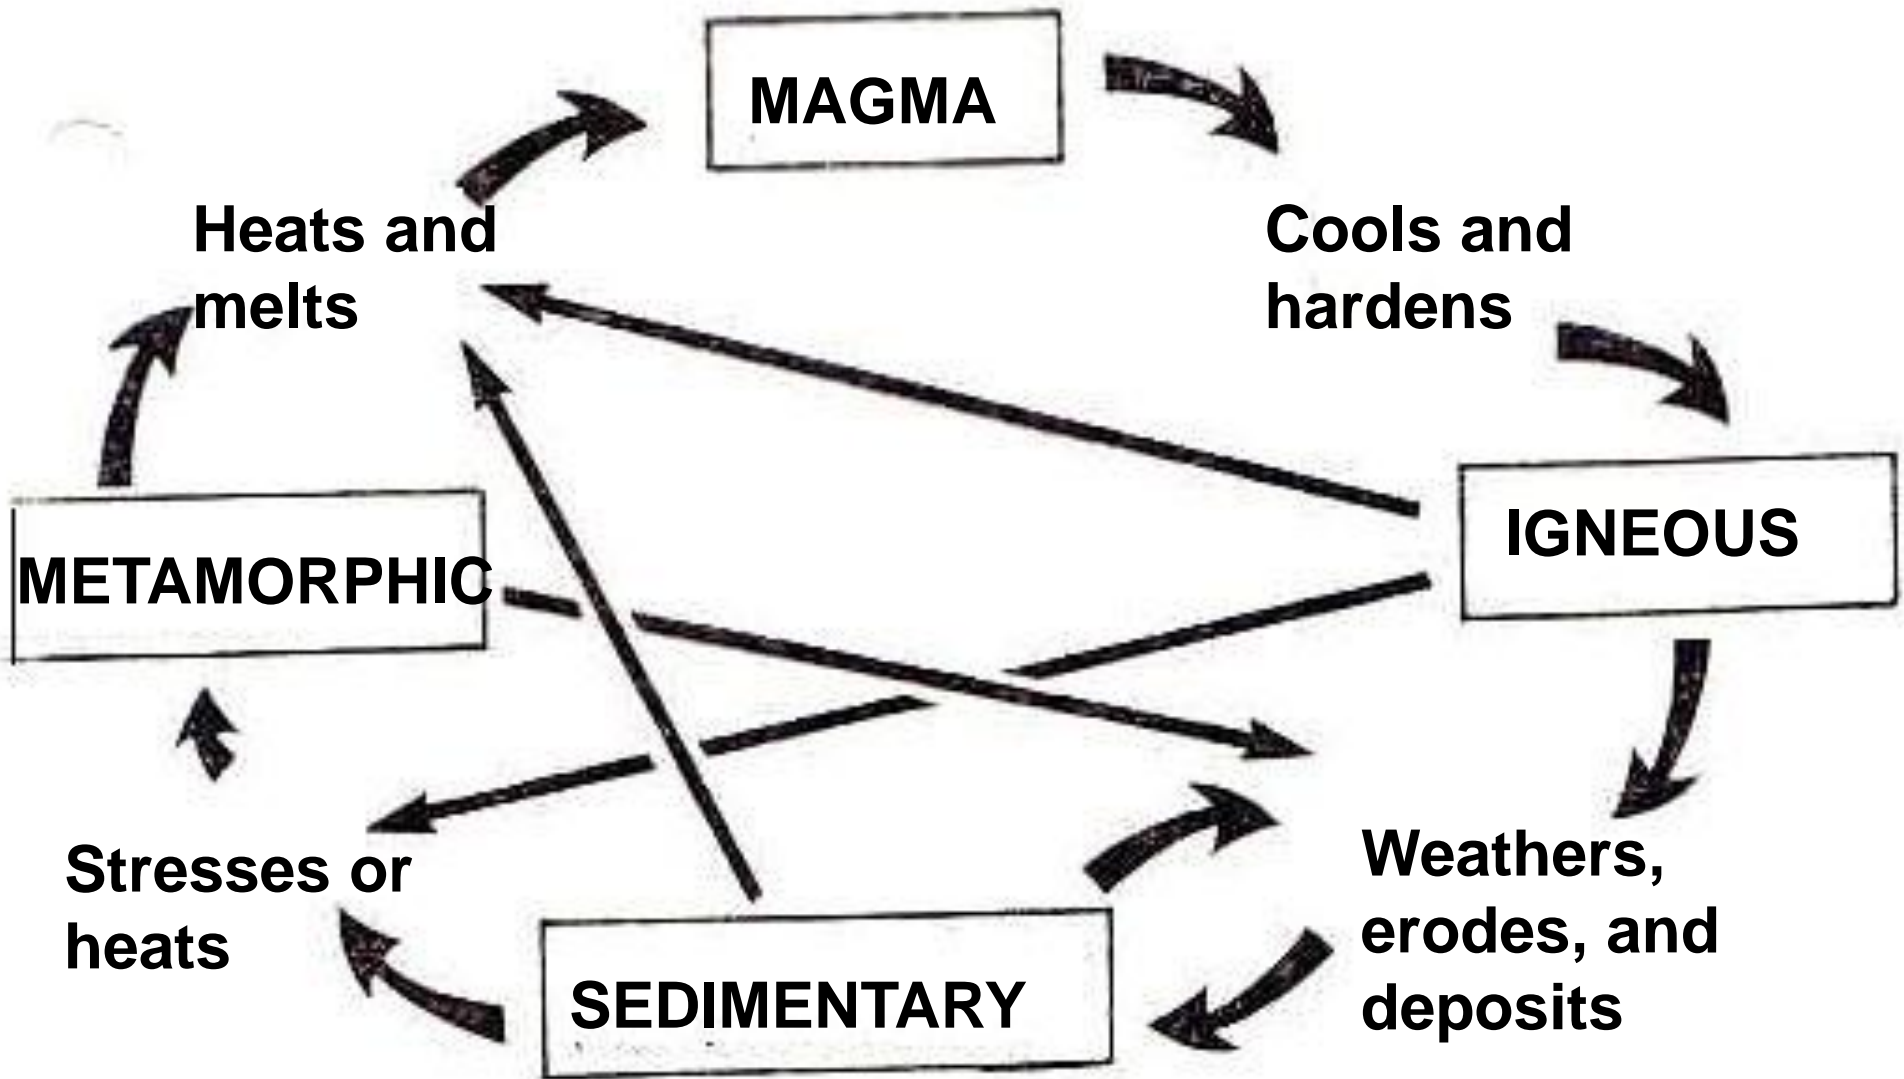 MAGMA
Heats and
melts
Cools and
hardens
METAMORPHIC
IGNEOUS
Stresses or
heats
Weathers,
erodes, and
deposits
SEDIMENTARY